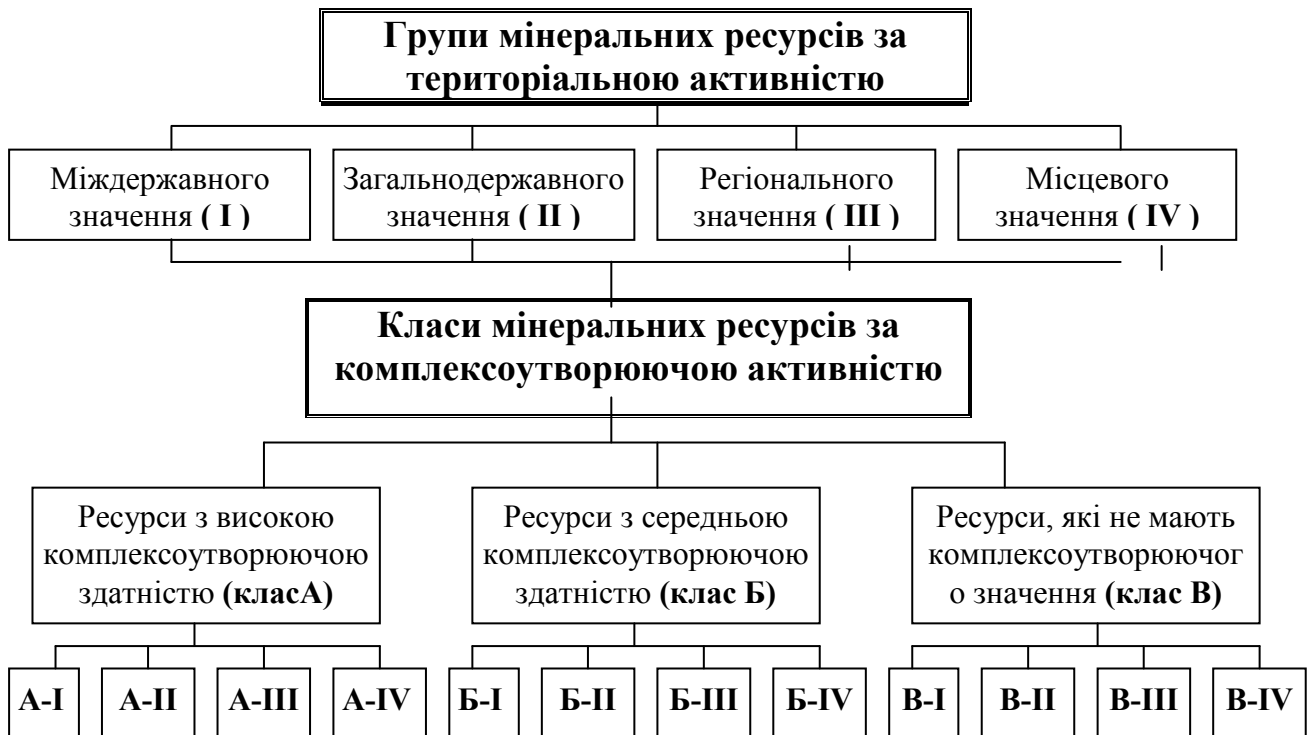 Групи мінеральних ресурсів за
територіальною активністю
Міждержавного
значення ( I )
Загальнодержавного
значення ( II )
Регіонального
значення ( III )
Місцевого
значення ( IV )
Класи мінеральних ресурсів за
комплексоутворюючою активністю
Ресурси з високою
комплексоутворюючою
здатністю (класА)
Ресурси з середньою
комплексоутворюючою
здатністю (клас Б)
Ресурси, які не мають
комплексоутворюючог
о значення (клас В)
А-I
А-II
А-III
А-IV
Б-I
Б-II
Б-III
Б-IV
В-I
В-II
В-III
В-IV